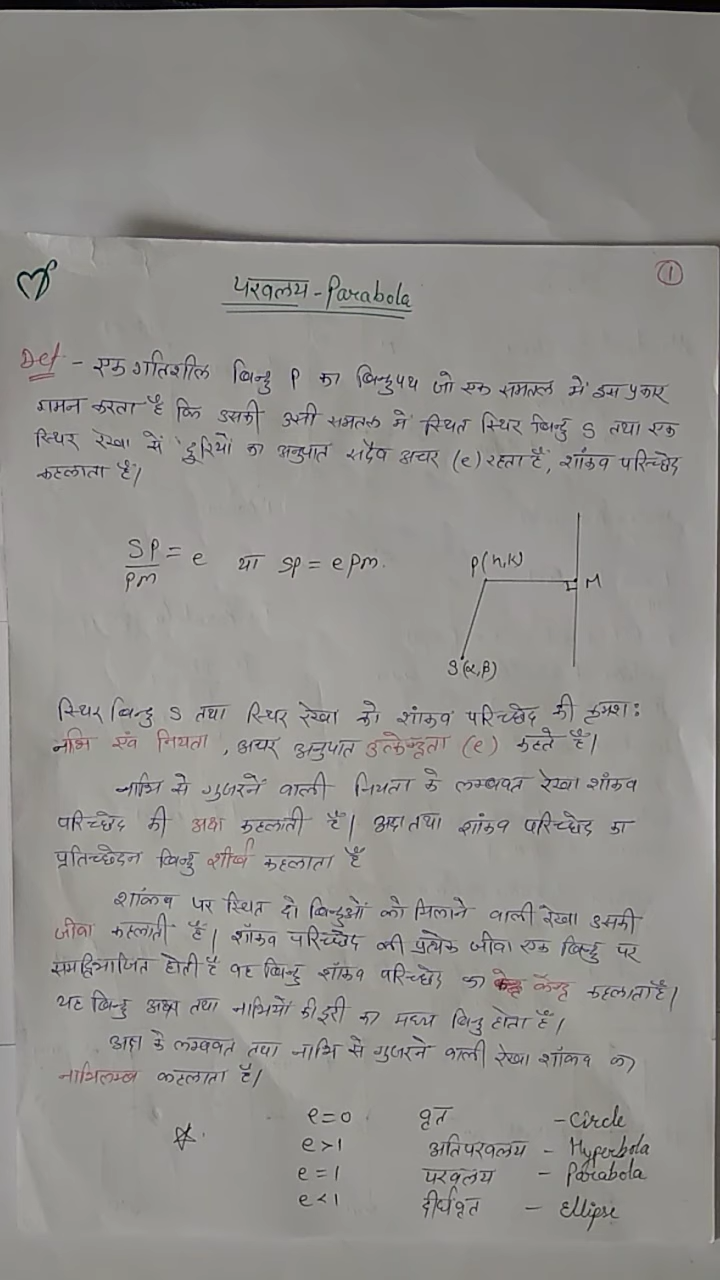 ①
परवलय - Parabola
Def - एक गतिशील बिन्दु P का बिन्दुपथ जो एक समतल में इस प्रकार
गमन करता है कि उसकी उसी समतल में स्थित स्थिर बिन्दु S तथा एक
स्थिर रेखा से दूरियों का अनुपात सदैव अचर (e) रहता है, शांकव परिच्छेद
कहलाता है।
SP/PM = e या SP = e PM.
P(h,k)
M
S(α,β)
स्थिर बिन्दु S तथा स्थिर रेखा को शांकव परिच्छेद की क्रमशः
नाभि एवं नियता, अचर अनुपात उत्केन्द्रता (e) कहते हैं।
नाभि से गुजरने वाली नियता के लम्बवत रेखा शांकव
परिच्छेद की अक्ष कहलाती है। अक्ष तथा शांकव परिच्छेद का
प्रतिच्छेदन बिन्दु शीर्ष कहलाता है
शांकव पर स्थित दो बिन्दुओं को मिलाने वाली रेखा उसकी
जीवा कहलाती हैं। शांकव परिच्छेद की प्रत्येक जीवा एक बिन्दु पर
समद्विभाजित होती है वह बिन्दु शांकव परिच्छेद का केन्द्र कहलाता है।
यह बिन्दु अक्ष तथा नाभियों की दूरी का मध्य बिन्दु होता है।
अक्ष के लम्बवत तथा नाभि से गुजरने वाली रेखा शांकव का
नाभिलम्ब कहलाता है।
e=0 वृत - Circle
e>1 अतिपरवलय - Hyperbola
e=1 परवलय - Parabola
e<1 दीर्घवृत - Ellipse